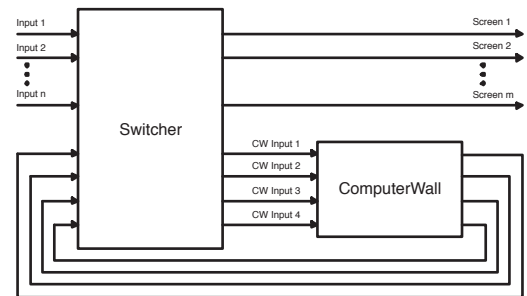 Input 1
Screen 1
Input 2
Screen 2
Input n
Screen m
Switcher
CW Input 1
CW Input 2
CW Input 3
CW Input 4
ComputerWall